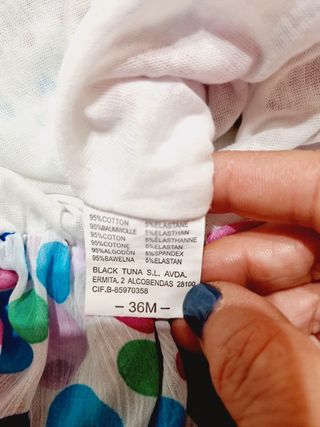 95%COTTON 5%ELASTANE
95%BAUMWOLLE 5%ELASTHAN
95%COTON 5%ELASTHANNE
95%COTONE 5%ELASTAN
95%ALGODÓN 5%SPANDEX
95%BAWELNA 5%ELASTAN
BLACK TUNA S.L. AVDA.
ERMITA, 2 ALCOBENDAS 28100
CIF.B-85970358
– 36M –